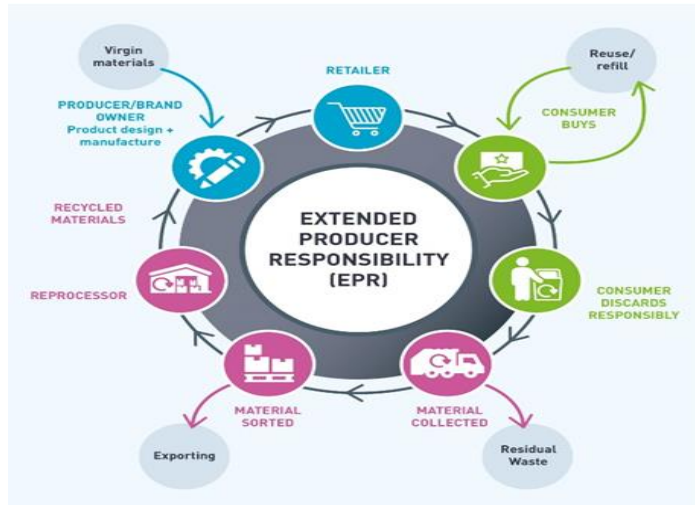 Virgin
materials
RETAILER
Reuse/
refill
PRODUCER/BRAND
OWNER
Product design +
manufacture
CONSUMER
BUYS
RECYCLED
MATERIALS
EXTENDED
PRODUCER
RESPONSIBILITY
(EPR)
REPROCESSOR
CONSUMER
DISCARDS
RESPONSIBLY
MATERIAL
SORTED
MATERIAL
COLLECTED
Exporting
Residual
Waste